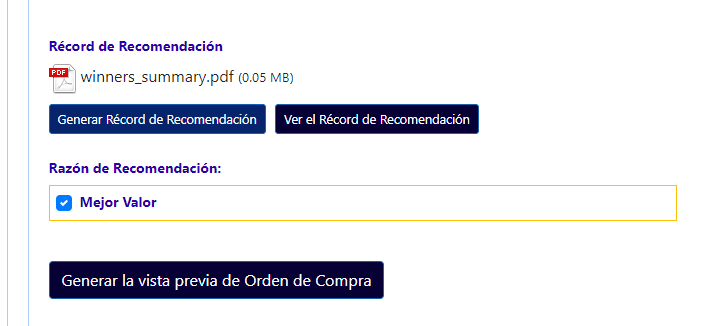 Récord de Recomendación
PDF
winners_summary.pdf (0.05 MB)
Generar Récord de Recomendación
Ver el Récord de Recomendación
Razón de Recomendación:
Mejor Valor
Generar la vista previa de Orden de Compra